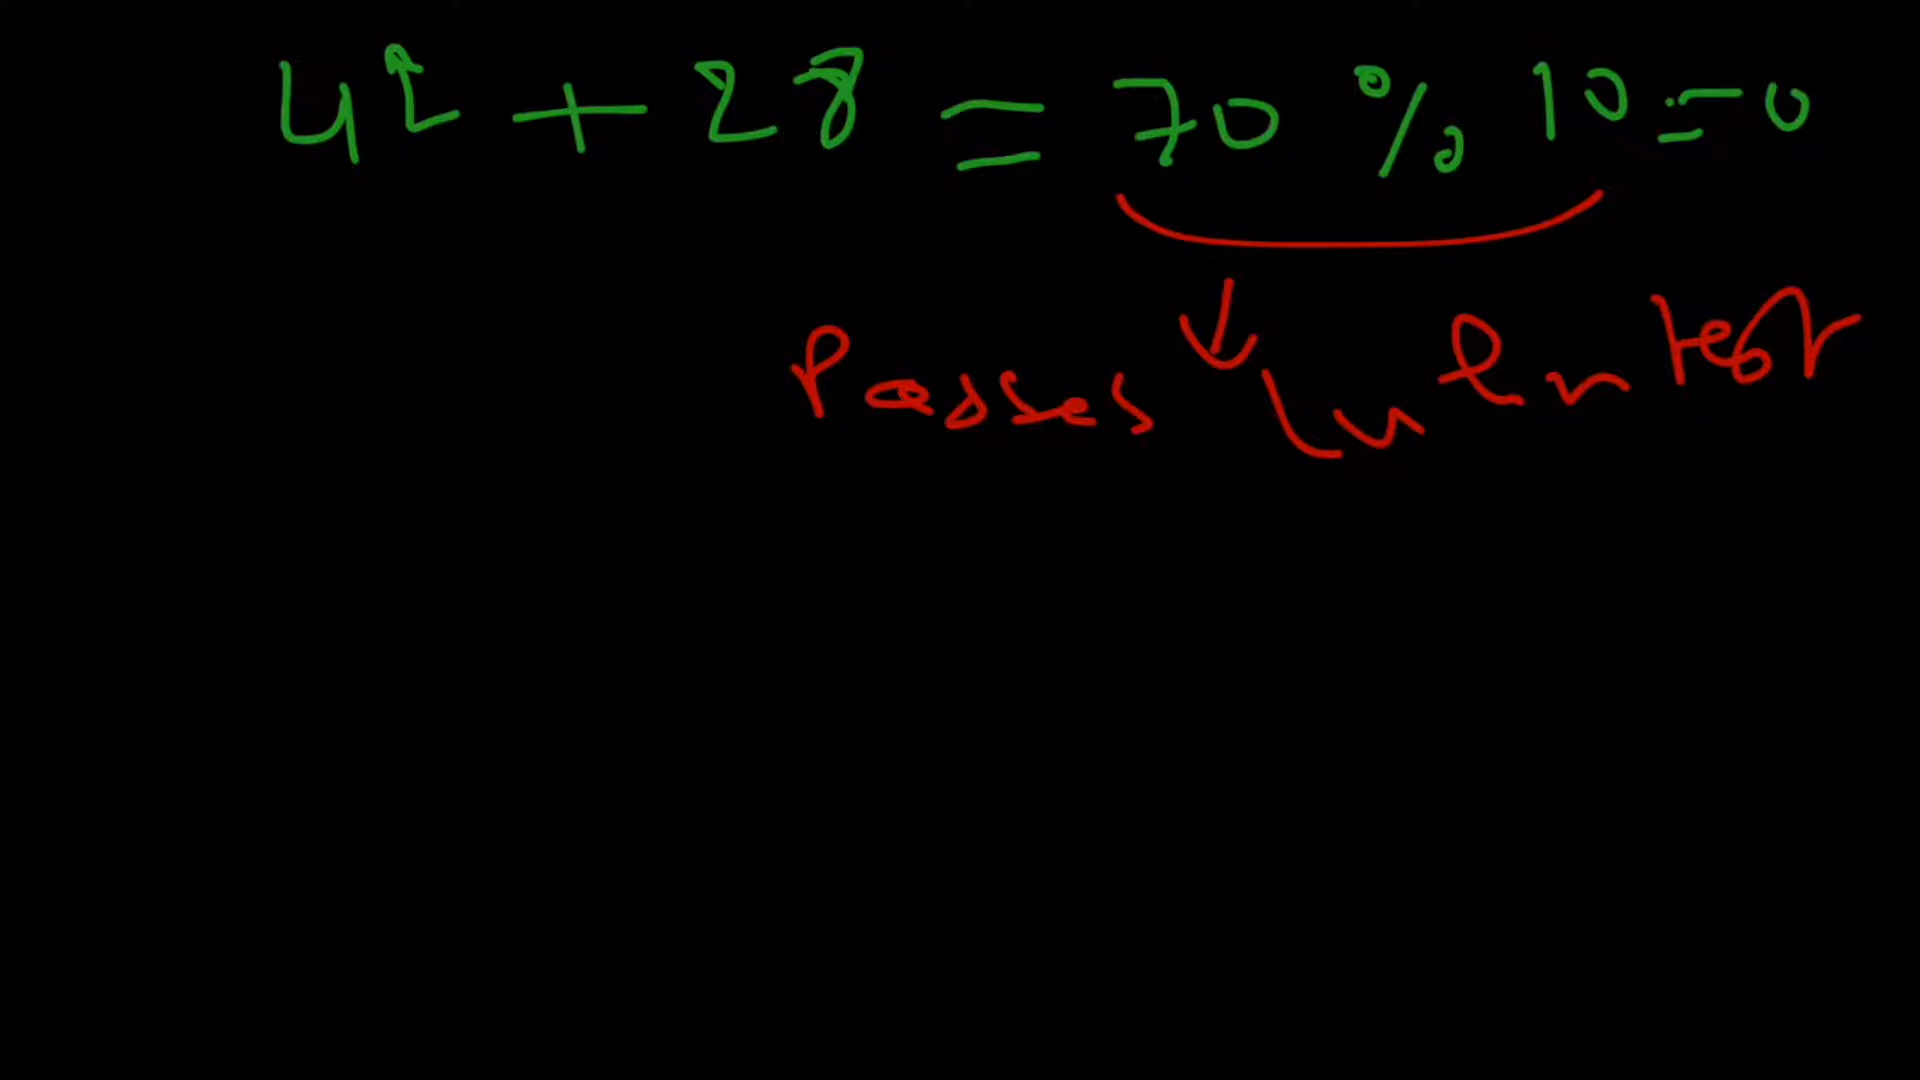 42 + 28 = 70 % 10 = 0
Passes Luhn test